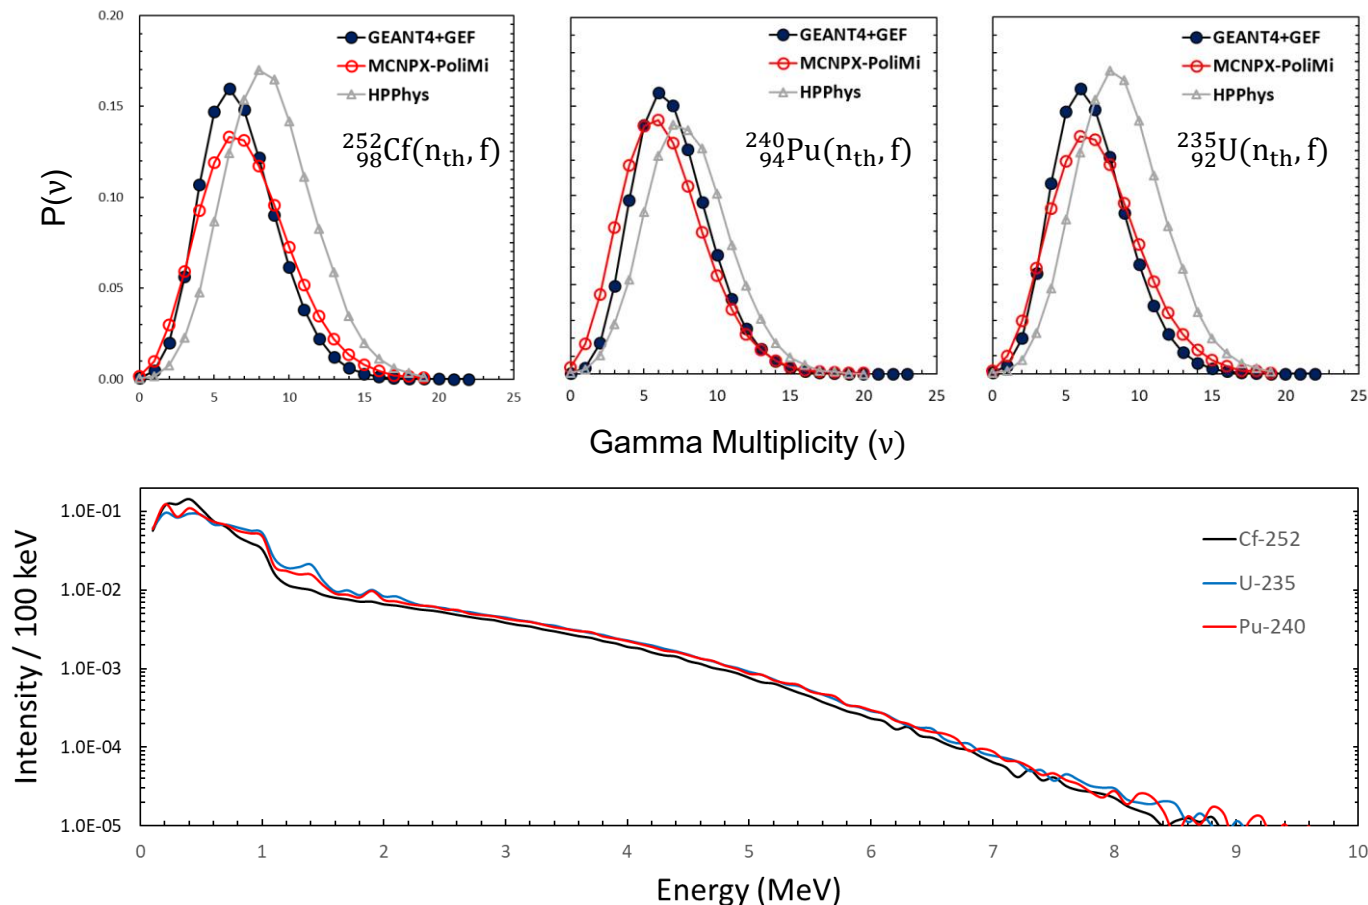 0.20
0.15
0.10
0.05
0.00
P(ν)
GEANT4+GEF
MCNPX-PoliMi
HPPhys
²⁵²₉₈Cf(nₜₕ, f)
0 5 10 15 20 25
GEANT4+GEF
MCNPX-PoliMi
HPPhys
²⁴⁰₉₄Pu(nₜₕ, f)
0 5 10 15 20 25
GEANT4+GEF
MCNPX-PoliMi
HPPhys
²³⁵₉₂U(nₜₕ, f)
0 5 10 15 20 25
Gamma Multiplicity (ν)
Intensity / 100 keV
1.0E-01
1.0E-02
1.0E-03
1.0E-04
1.0E-05
Cf-252
U-235
Pu-240
0 1 2 3 4 5 6 7 8 9 10
Energy (MeV)